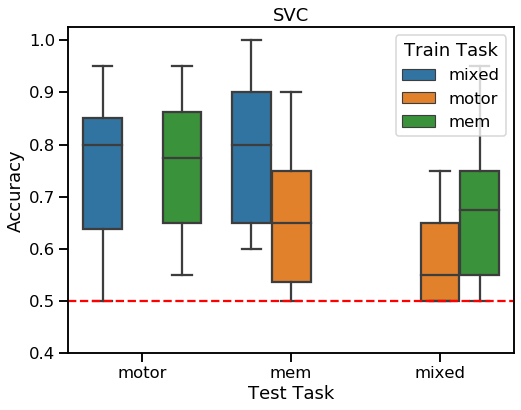 SVC
Train Task
mixed
motor
mem
1.0
0.9
0.8
0.7
0.6
0.5
0.4
Accuracy
motor mem mixed
Test Task